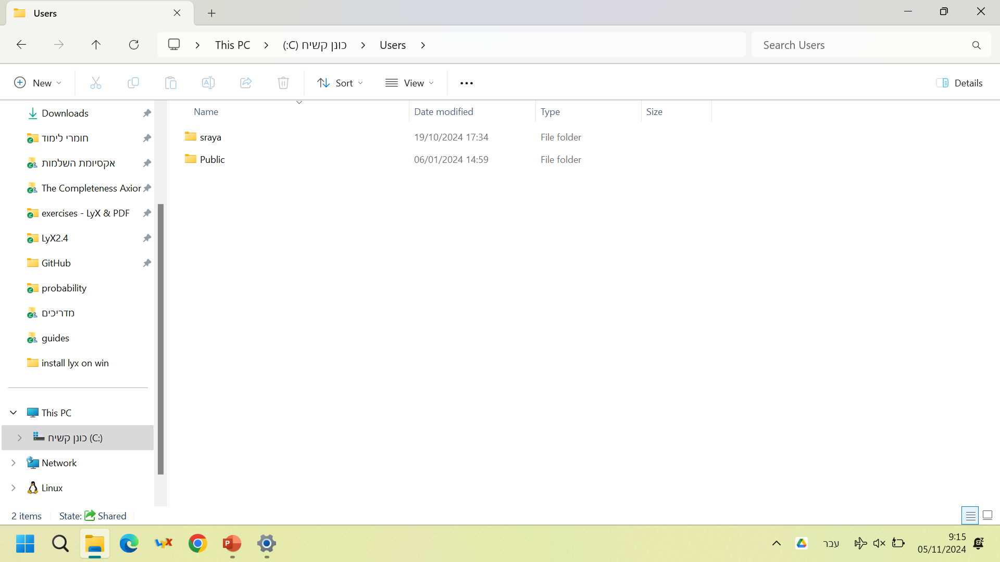 Users
This PC
כונן קשיח (C:)
Users
Search Users
New
Sort
View
Details
Name
Date modified
Type
Size
sraya
19/10/2024 17:34
File folder
Public
06/01/2024 14:59
File folder
Downloads
חומרי לימוד
אקסיומת השלמות
The Completeness Axior
exercises - LyX & PDF
LyX2.4
GitHub
probability
מדריכים
guides
install lyx on win
This PC
כונן קשיח (C:)
Network
Linux
2 items
State:
Shared
עבר
9:15
05/11/2024